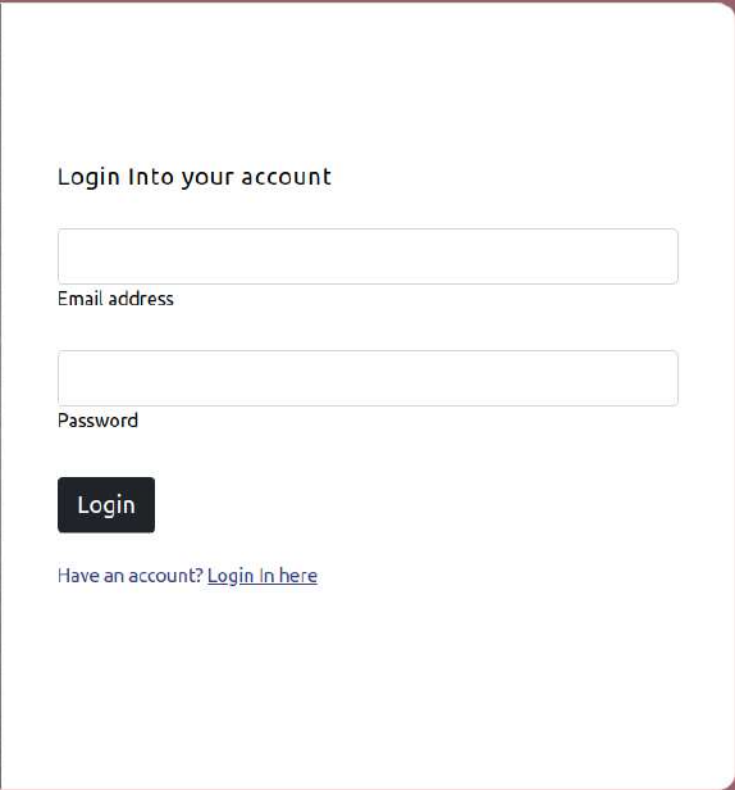 Login Into your account
Email address
Password
Login
Have an account? Login In here